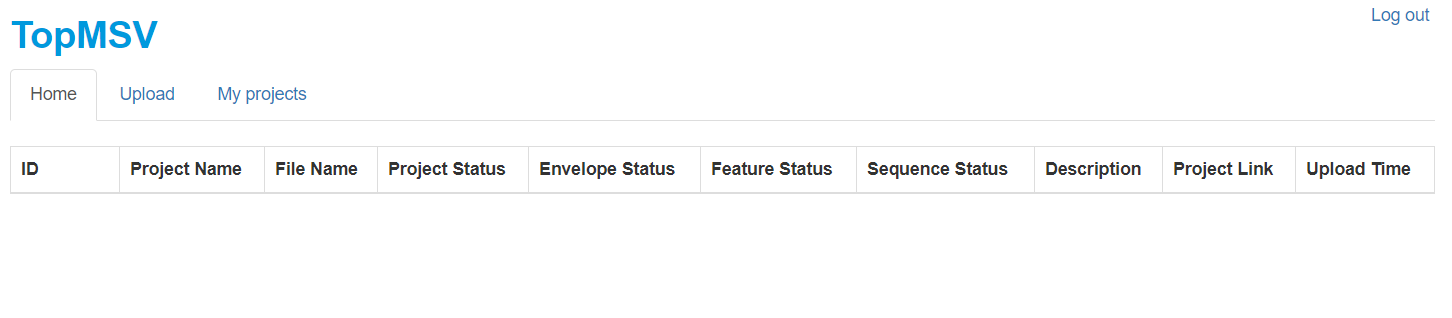 Log out
TopMSV
Home Upload My projects
ID Project Name File Name Project Status Envelope Status Feature Status Sequence Status Description Project Link Upload Time